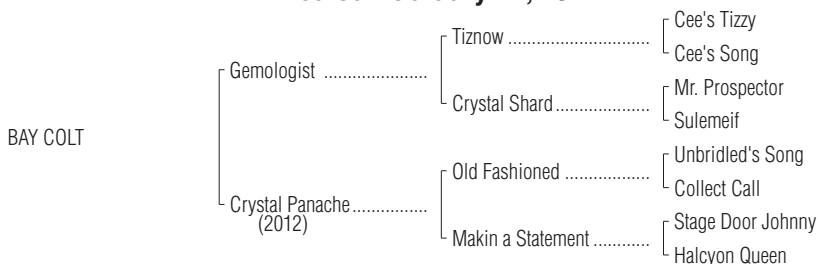 Tiznow ..............................
Cee's Tizzy
Cee's Song
Gemologist ......................
Crystal Shard....................
Mr. Prospector
Sulemeif
BAY COLT
Crystal Panache................
(2012)
Old Fashioned ..................
Unbridled's Song
Collect Call
Makin a Statement ............
Stage Door Johnny
Halcyon Queen